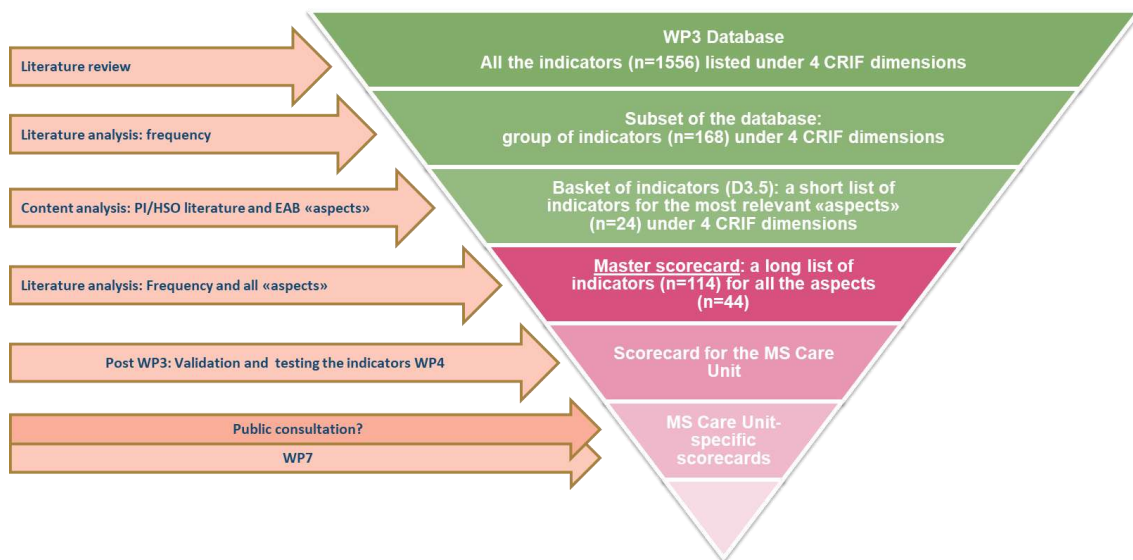 WP3 Database
All the indicators (n=1556) listed under 4 CRIF dimensions
Literature review
Subset of the database:
group of indicators (n=168) under 4 CRIF dimensions
Literature analysis: frequency
Basket of indicators (D3.5): a short list of
indicators for the most relevant «aspects»
(n=24) under 4 CRIF dimensions
Content analysis: PI/HSO literature and EAB «aspects»
Master scorecard: a long list of
indicators (n=114) for all the aspects
(n=44)
Literature analysis: Frequency and all «aspects»
Scorecard for the MS Care
Unit
Post WP3: Validation and testing the indicators WP4
MS Care Unit-
specific
scorecards
Public consultation?
WP7